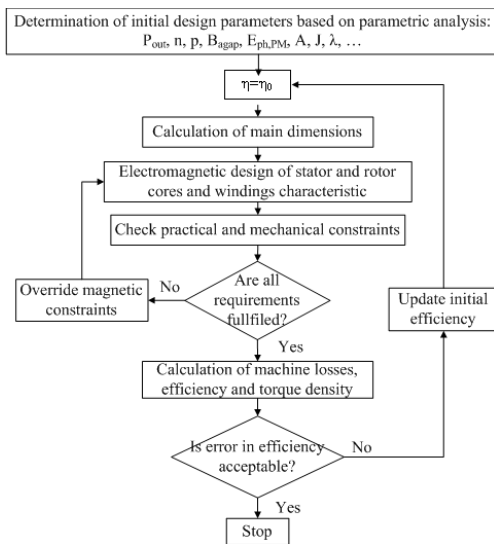 Determination of initial design parameters based on parametric analysis:
Pout, n, p, Bagap, Eph,PM, A, J, λ, …
η=η0
Calculation of main dimensions
Electromagnetic design of stator and rotor
cores and windings characteristic
Check practical and mechanical constraints
Are all
requirements
fullfiled?
No
Override magnetic
constraints
Yes
Calculation of machine losses,
efficiency and torque density
Is error in efficiency
acceptable?
No
Update initial
efficiency
Yes
Stop